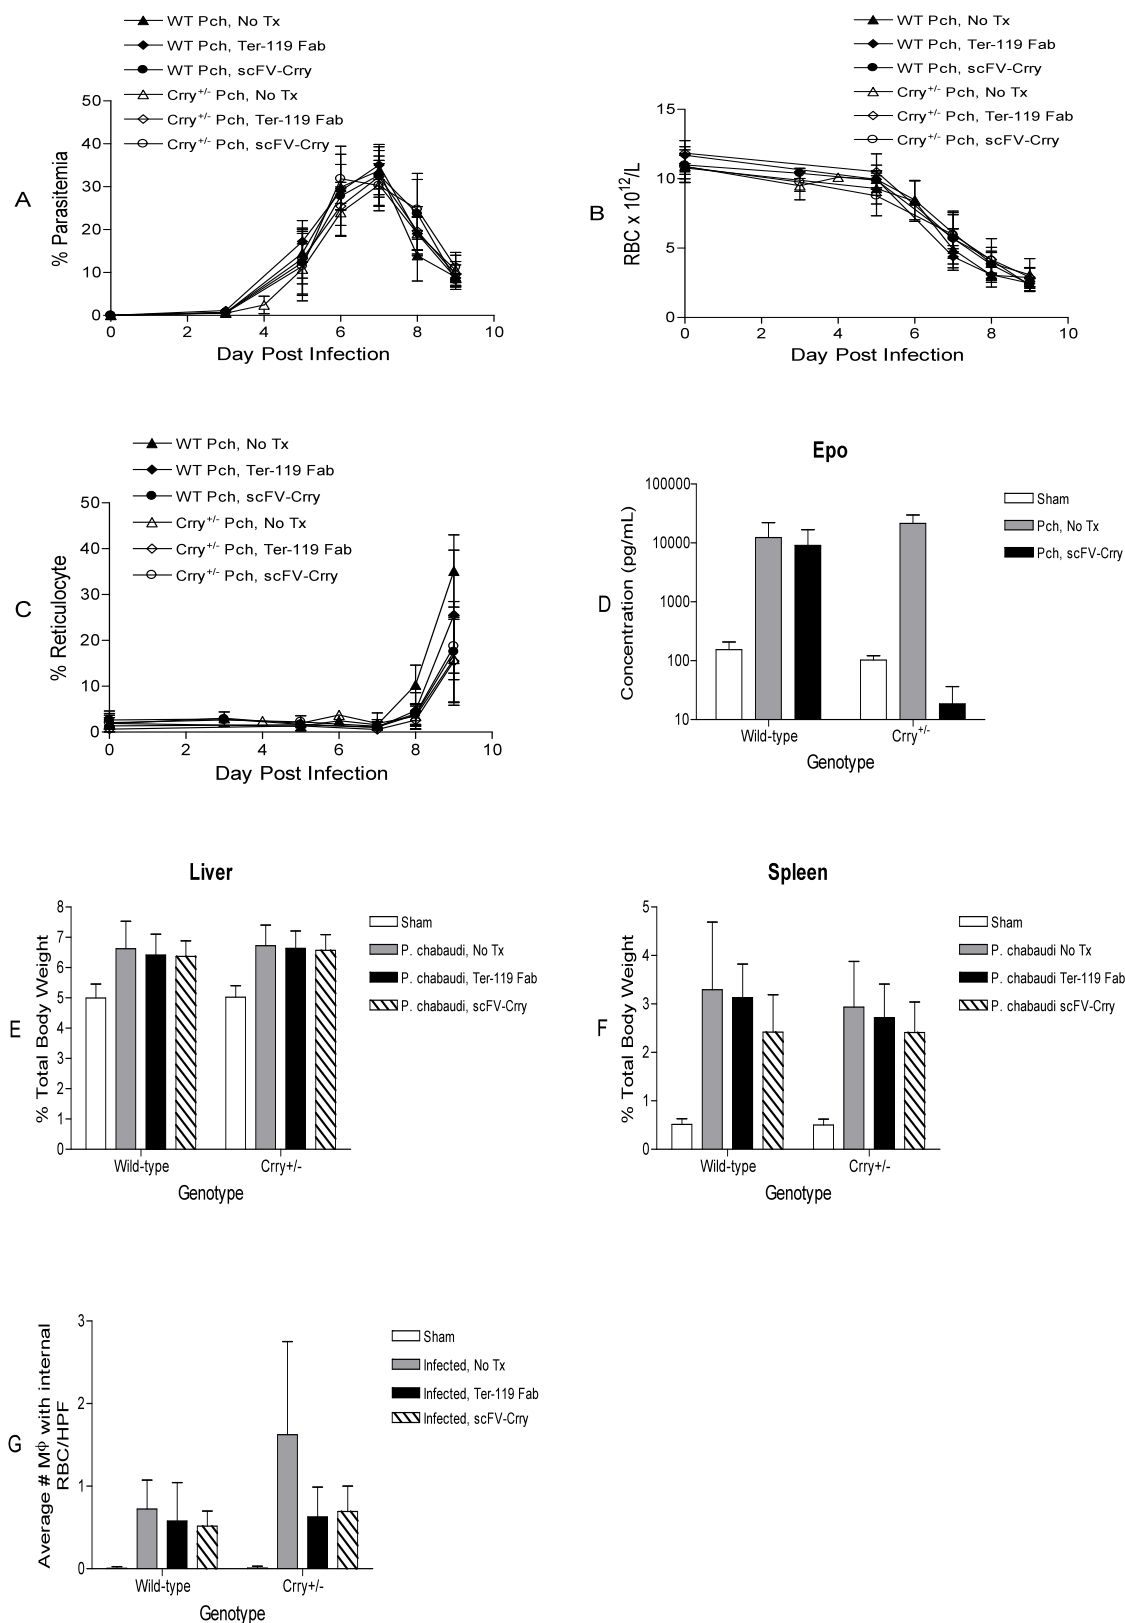 WT Pch, No Tx
WT Pch, Ter-119 Fab
WT Pch, scFV-Crry
Crry+/- Pch, No Tx
Crry+/- Pch, Ter-119 Fab
Crry+/- Pch, scFV-Crry
A
% Parasitemia
50
40
30
20
10
0
0 2 4 6 8 10
Day Post Infection
WT Pch, No Tx
WT Pch, Ter-119 Fab
WT Pch, scFV-Crry
Crry+/- Pch, No Tx
Crry+/- Pch, Ter-119 Fab
Crry+/- Pch, scFV-Crry
B
RBC x 10^12/L
15
10
5
0
0 2 4 6 8 10
Day Post Infection
WT Pch, No Tx
WT Pch, Ter-119 Fab
WT Pch, scFV-Crry
Crry+/- Pch, No Tx
Crry+/- Pch, Ter-119 Fab
Crry+/- Pch, scFV-Crry
C
% Reticulocyte
50
40
30
20
10
0
0 2 4 6 8 10
Day Post Infection
Epo
D
Concentration (pg/mL)
100000
10000
1000
100
10
Sham
Pch, No Tx
Pch, scFV-Crry
Wild-type Crry+/-
Genotype
Liver
E
% Total Body Weight
8
7
6
5
4
3
2
1
0
Sham
P. chabaudi, No Tx
P. chabaudi, Ter-119 Fab
P. chabaudi, scFV-Crry
Wild-type Crry+/-
Genotype
Spleen
F
% Total Body Weight
5
4
3
2
1
0
Sham
P. chabaudi No Tx
P. chabaudi Ter-119 Fab
P. chabaudi scFV-Crry
Wild-type Crry+/-
Genotype
G
Average # MΦ with internal
RBC/HPF
3
2
1
0
Sham
Infected, No Tx
Infected, Ter-119 Fab
Infected, scFV-Crry
Wild-type Crry+/-
Genotype